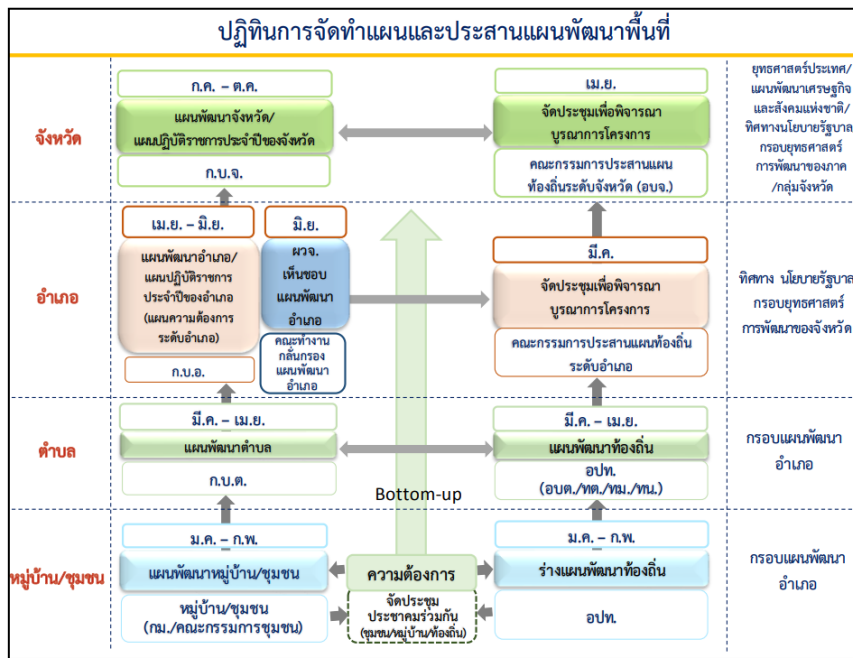 ปฏิทินการจัดทำแผนและประสานแผนพัฒนาพื้นที่
จังหวัด
ก.ค. – ต.ค.
แผนพัฒนาจังหวัด/
แผนปฏิบัติราชการประจำปีของจังหวัด
ก.บ.จ.
เม.ย.
จัดประชุมเพื่อพิจารณา
บูรณาการโครงการ
คณะกรรมการประสานแผน
ท้องถิ่นระดับจังหวัด (อบจ.)
ยุทธศาสตร์ประเทศ/
แผนพัฒนาเศรษฐกิจ
และสังคมแห่งชาติ/
ทิศทางนโยบายรัฐบาล
กรอบยุทธศาสตร์
การพัฒนาของภาค
/กลุ่มจังหวัด
อำเภอ
เม.ย. – มิ.ย.
แผนพัฒนาอำเภอ/
แผนปฏิบัติราชการ
ประจำปีของอำเภอ
(แผนความต้องการ
ระดับอำเภอ)
ก.บ.อ.
มิ.ย.
ผวจ.
เห็นชอบ
แผนพัฒนา
อำเภอ
คณะทำงาน
กลั่นกรอง
แผนพัฒนา
อำเภอ
มี.ค.
จัดประชุมเพื่อพิจารณา
บูรณาการโครงการ
คณะกรรมการประสานแผนท้องถิ่น
ระดับอำเภอ
ทิศทาง นโยบายรัฐบาล
กรอบยุทธศาสตร์
การพัฒนาของจังหวัด
ตำบล
มี.ค. – เม.ย.
แผนพัฒนาตำบล
ก.บ.ต.
Bottom-up
มี.ค. – เม.ย.
แผนพัฒนาท้องถิ่น
อปท.
(อบต./ทต./ทม./ทน.)
กรอบแผนพัฒนา
อำเภอ
หมู่บ้าน/ชุมชน
ม.ค. – ก.พ.
แผนพัฒนาหมู่บ้าน/ชุมชน
หมู่บ้าน/ชุมชน
(กม./คณะกรรมการชุมชน)
ความต้องการ
จัดประชุม
ประชาคมร่วมกัน
(ชุมชน/หมู่บ้าน/ท้องถิ่น)
ม.ค. – ก.พ.
ร่างแผนพัฒนาท้องถิ่น
อปท.
กรอบแผนพัฒนา
อำเภอ